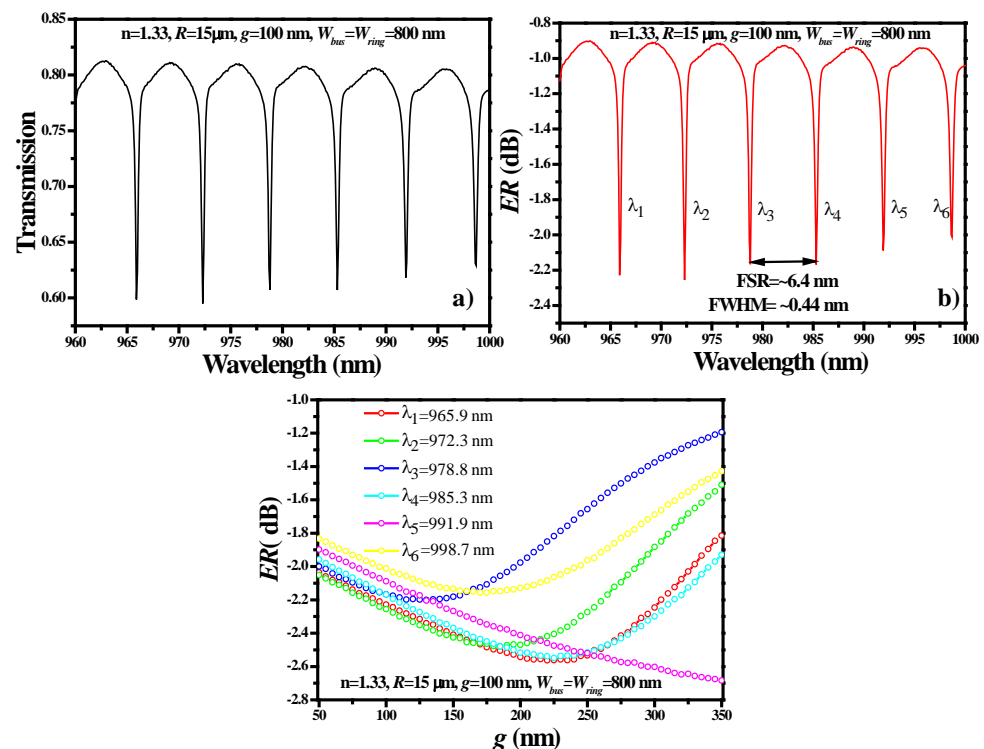 n=1.33, R=15μm, g=100 nm, W_bus=W_ring=800 nm
0.85
0.80
0.75
0.70
0.65
0.60
Transmission
a)
960 965 970 975 980 985 990 995 1000
Wavelength (nm)
n=1.33, R=15 μm, g=100 nm, W_bus=W_ring=800 nm
-0.8
-1.0
-1.2
-1.4
-1.6
-1.8
-2.0
-2.2
-2.4
ER (dB)
λ1 λ2 λ3 λ4 λ5 λ6
FSR=~6.4 nm
FWHM= ~0.44 nm
b)
960 965 970 975 980 985 990 995 1000
Wavelength (nm)
-1.0
-1.2
-1.4
-1.6
-1.8
-2.0
-2.2
-2.4
-2.6
-2.8
ER( dB)
λ1=965.9 nm
λ2=972.3 nm
λ3=978.8 nm
λ4=985.3 nm
λ5=991.9 nm
λ6=998.7 nm
n=1.33, R=15 μm, g=100 nm, W_bus=W_ring=800 nm
50 100 150 200 250 300 350
g (nm)